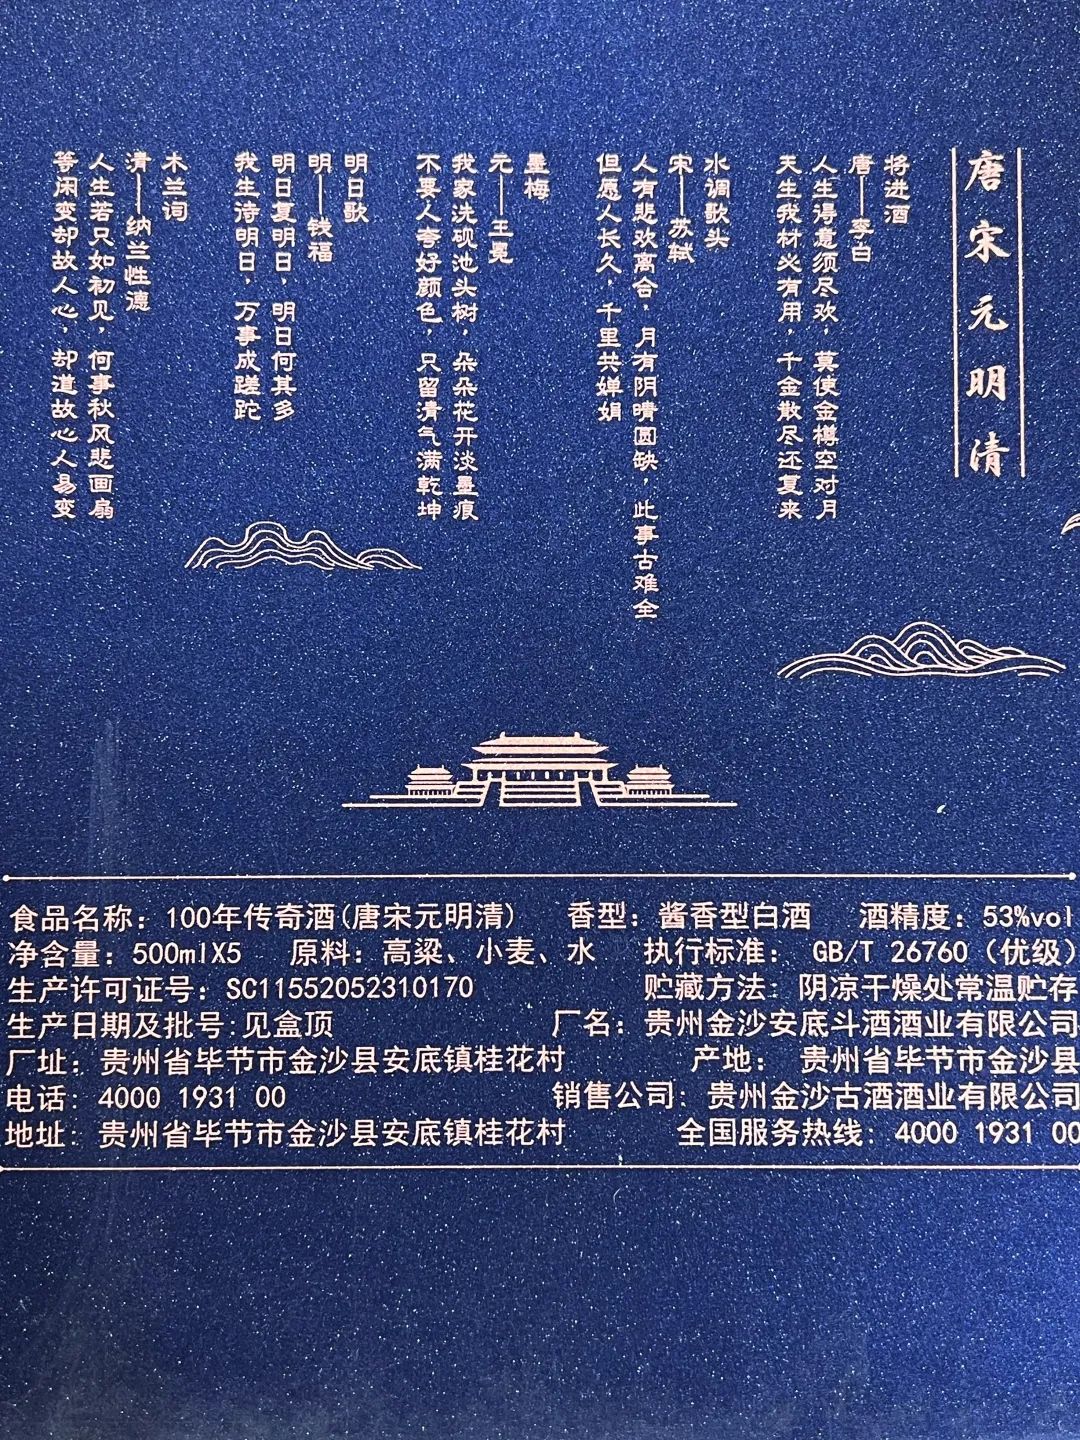 唐宋元明清
将进酒
唐——李白
人生得意须尽欢，莫使金樽空对月
天生我材必有用，千金散尽还复来
水调歌头
宋——苏轼
人有悲欢离合，月有阴晴圆缺，此事古难全
但愿人长久，千里共婵娟
墨梅
元——王冕
我家洗砚池头树，朵朵花开淡墨痕
不要人夸好颜色，只留清气满乾坤
明日歌
明——钱福
明日复明日，明日何其多
我生待明日，万事成蹉跎
木兰词
清——纳兰性德
人生若只如初见，何事秋风悲画扇
等闲变却故人心，却道故心人易变
食品名称：100年传奇酒(唐宋元明清) 香型：酱香型白酒 酒精度：53%vol
净含量：500mlX5 原料：高粱、小麦、水 执行标准： GB/T 26760（优级）
生产许可证号：SC11552052310170 贮藏方法：阴凉干燥处常温贮存
生产日期及批号：见盒顶 厂名：贵州金沙安底斗酒酒业有限公司
厂址：贵州省毕节市金沙县安底镇桂花村 产地： 贵州省毕节市金沙县
电话：4000 1931 00 销售公司：贵州金沙古酒酒业有限公司
地址：贵州省毕节市金沙县安底镇桂花村 全国服务热线：4000 1931 00